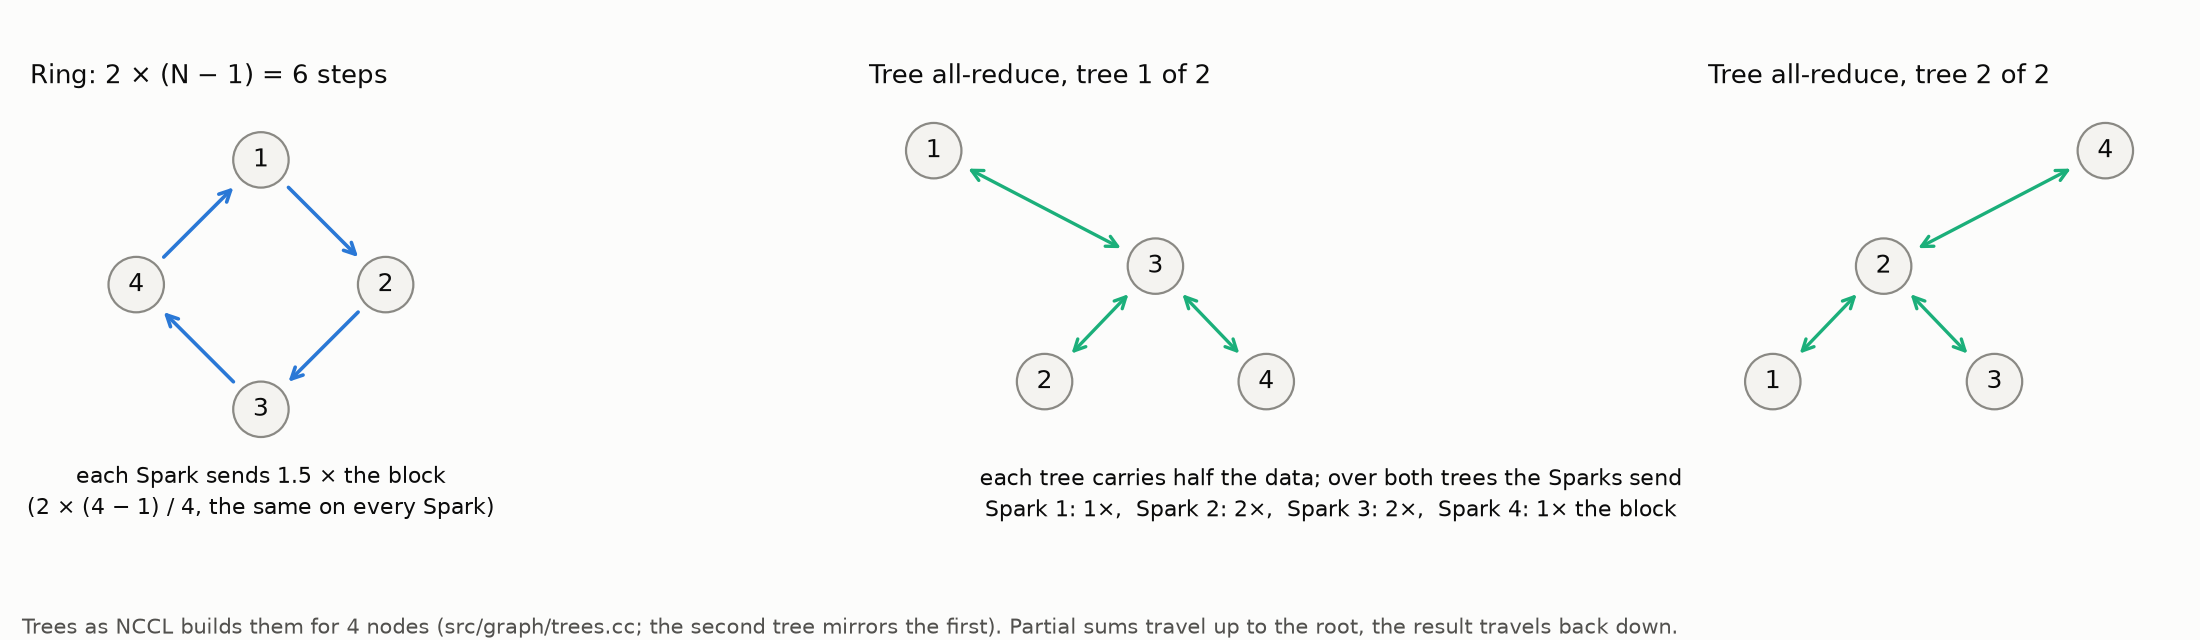 Ring: 2 × (N − 1) = 6 steps
1
4
2
3
each Spark sends 1.5 × the block
(2 × (4 − 1) / 4, the same on every Spark)
Tree all-reduce, tree 1 of 2
1
3
2
4
Tree all-reduce, tree 2 of 2
4
2
1
3
each tree carries half the data; over both trees the Sparks send
Spark 1: 1×,  Spark 2: 2×,  Spark 3: 2×,  Spark 4: 1× the block
Trees as NCCL builds them for 4 nodes (src/graph/trees.cc; the second tree mirrors the first). Partial sums travel up to the root, the result travels back down.